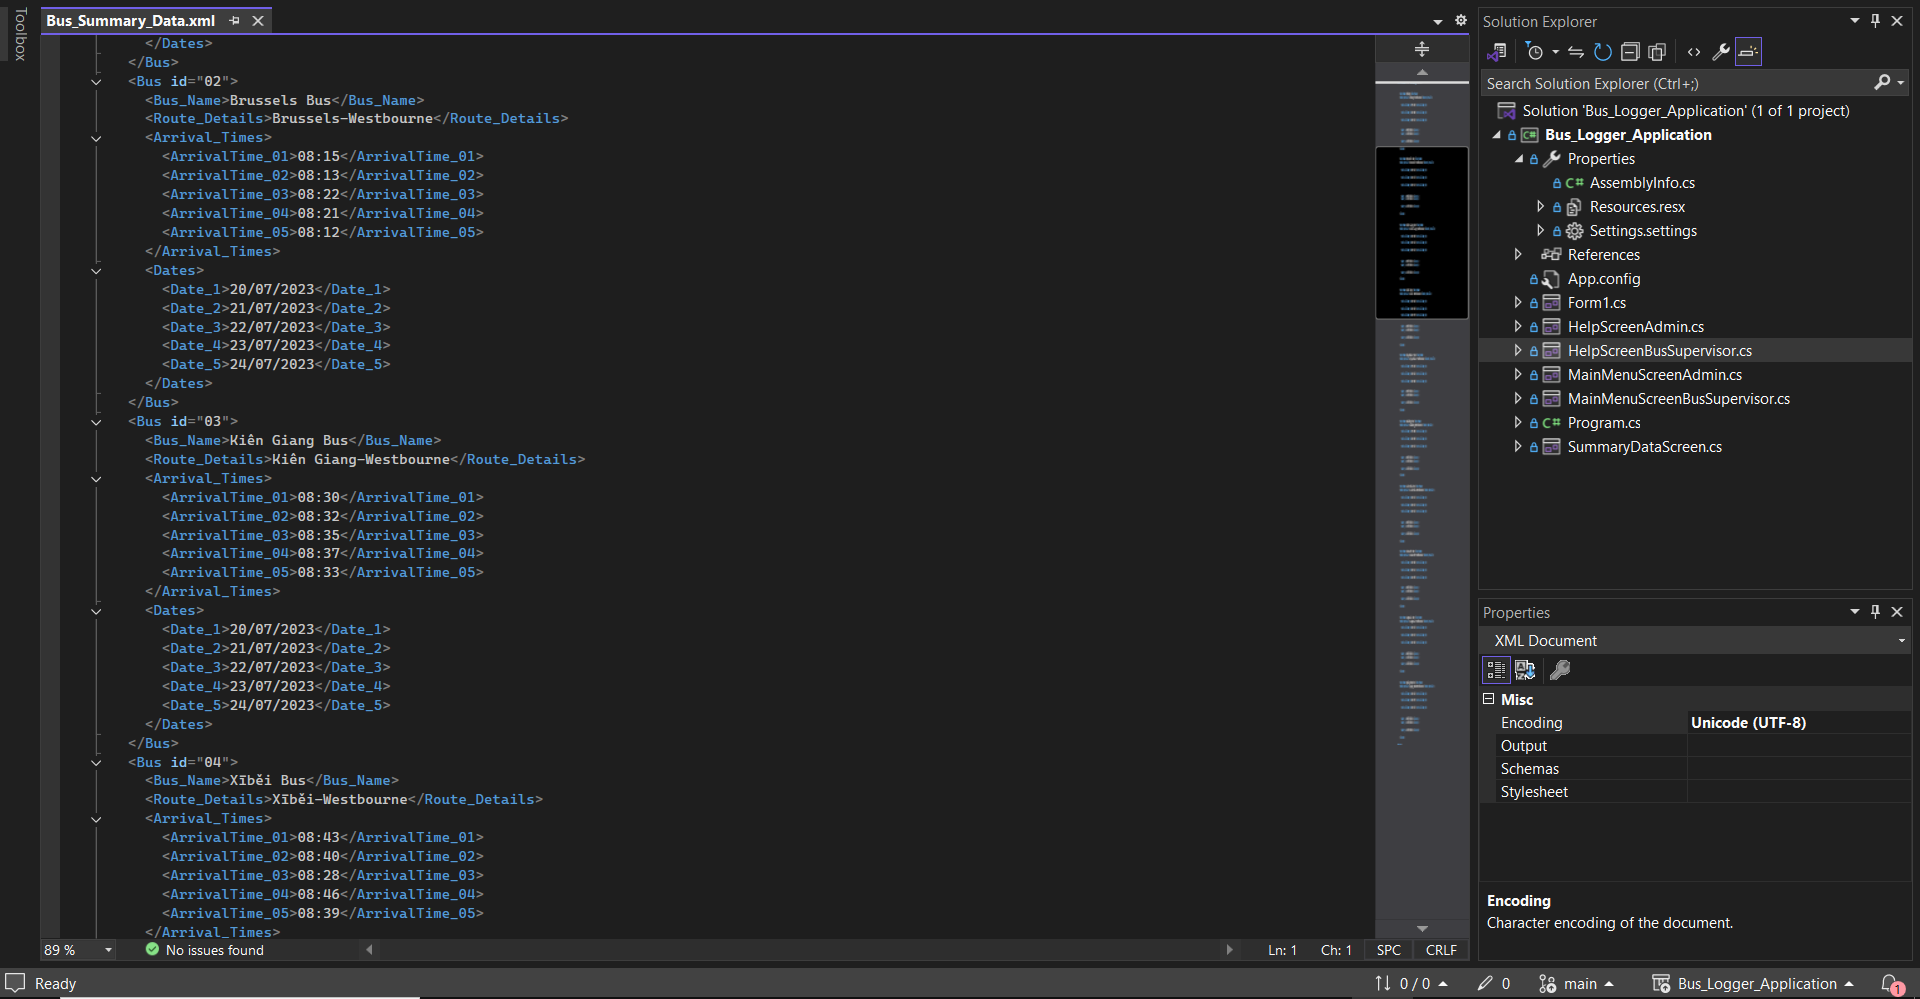 Toolbox
Bus_Summary_Data.xml
</Dates>
</Bus>
<Bus id="02">
<Bus_Name>Brussels Bus</Bus_Name>
<Route_Details>Brussels-Westbourne</Route_Details>
<Arrival_Times>
<ArrivalTime_01>08:15</ArrivalTime_01>
<ArrivalTime_02>08:13</ArrivalTime_02>
<ArrivalTime_03>08:22</ArrivalTime_03>
<ArrivalTime_04>08:21</ArrivalTime_04>
<ArrivalTime_05>08:12</ArrivalTime_05>
</Arrival_Times>
<Dates>
<Date_1>20/07/2023</Date_1>
<Date_2>21/07/2023</Date_2>
<Date_3>22/07/2023</Date_3>
<Date_4>23/07/2023</Date_4>
<Date_5>24/07/2023</Date_5>
</Dates>
</Bus>
<Bus id="03">
<Bus_Name>Kiên Giang Bus</Bus_Name>
<Route_Details>Kiên Giang-Westbourne</Route_Details>
<Arrival_Times>
<ArrivalTime_01>08:30</ArrivalTime_01>
<ArrivalTime_02>08:32</ArrivalTime_02>
<ArrivalTime_03>08:35</ArrivalTime_03>
<ArrivalTime_04>08:37</ArrivalTime_04>
<ArrivalTime_05>08:33</ArrivalTime_05>
</Arrival_Times>
<Dates>
<Date_1>20/07/2023</Date_1>
<Date_2>21/07/2023</Date_2>
<Date_3>22/07/2023</Date_3>
<Date_4>23/07/2023</Date_4>
<Date_5>24/07/2023</Date_5>
</Dates>
</Bus>
<Bus id="04">
<Bus_Name>Xīběi Bus</Bus_Name>
<Route_Details>Xīběi-Westbourne</Route_Details>
<Arrival_Times>
<ArrivalTime_01>08:43</ArrivalTime_01>
<ArrivalTime_02>08:40</ArrivalTime_02>
<ArrivalTime_03>08:28</ArrivalTime_03>
<ArrivalTime_04>08:46</ArrivalTime_04>
<ArrivalTime_05>08:39</ArrivalTime_05>
</Arrival_Times>
89 % No issues found Ln: 1 Ch: 1 SPC CRLF
Solution Explorer
Search Solution Explorer (Ctrl+;)
Solution 'Bus_Logger_Application' (1 of 1 project)
C# Bus_Logger_Application
Properties
C# AssemblyInfo.cs
Resources.resx
Settings.settings
References
App.config
Form1.cs
HelpScreenAdmin.cs
HelpScreenBusSupervisor.cs
MainMenuScreenAdmin.cs
MainMenuScreenBusSupervisor.cs
C# Program.cs
SummaryDataScreen.cs
Properties
XML Document
Misc
Encoding Unicode (UTF-8)
Output
Schemas
Stylesheet
Encoding
Character encoding of the document.
Ready 0 / 0 0 main Bus_Logger_Application 1